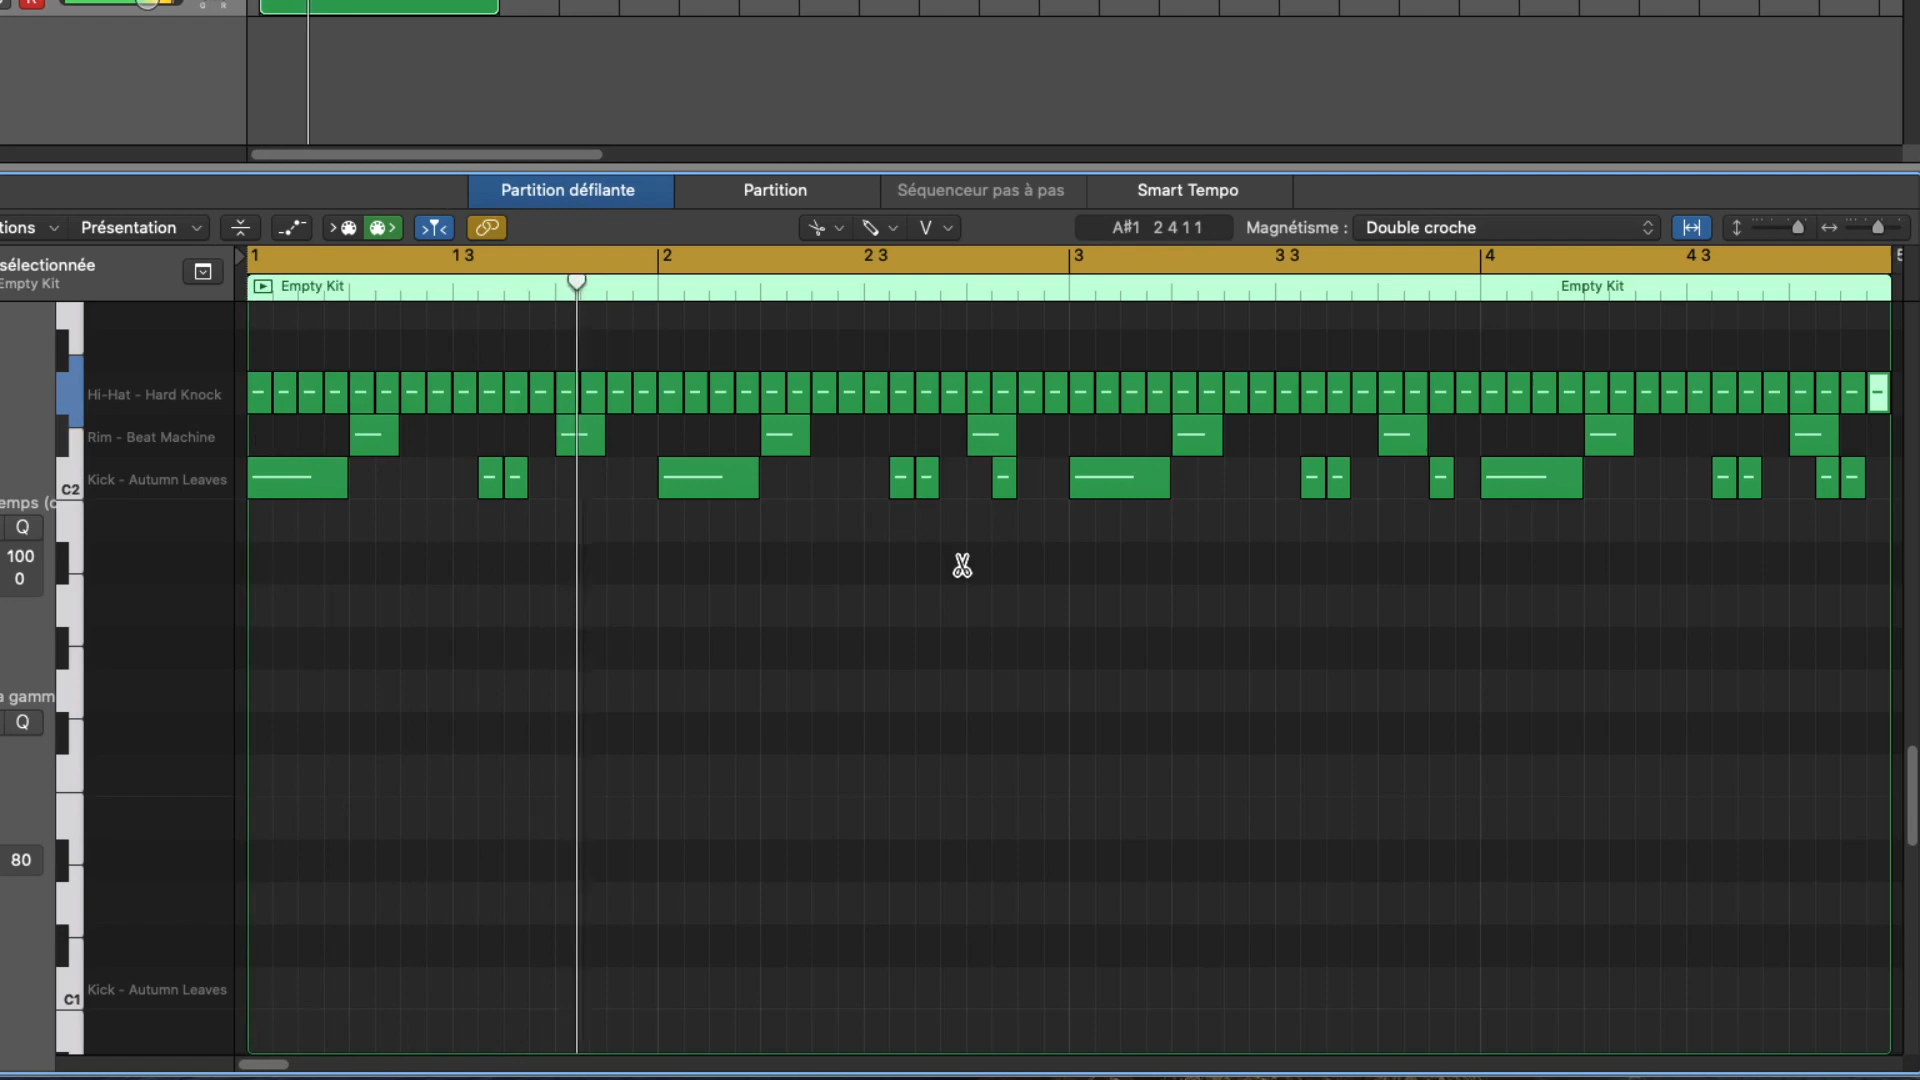 R
G R
Partition défilante Partition Séquenceur pas à pas Smart Tempo
tions Présentation V A#1 2 4 1 1 Magnétisme : Double croche
1 1 3 2 2 3 3 3 3 4 4 3
sélectionnée
Empty Kit
Empty Kit Empty Kit
Hi-Hat - Hard Knock
Rim - Beat Machine
C2 Kick - Autumn Leaves
emps (c
Q
100
0
a gamm
Q
80
C1 Kick - Autumn Leaves